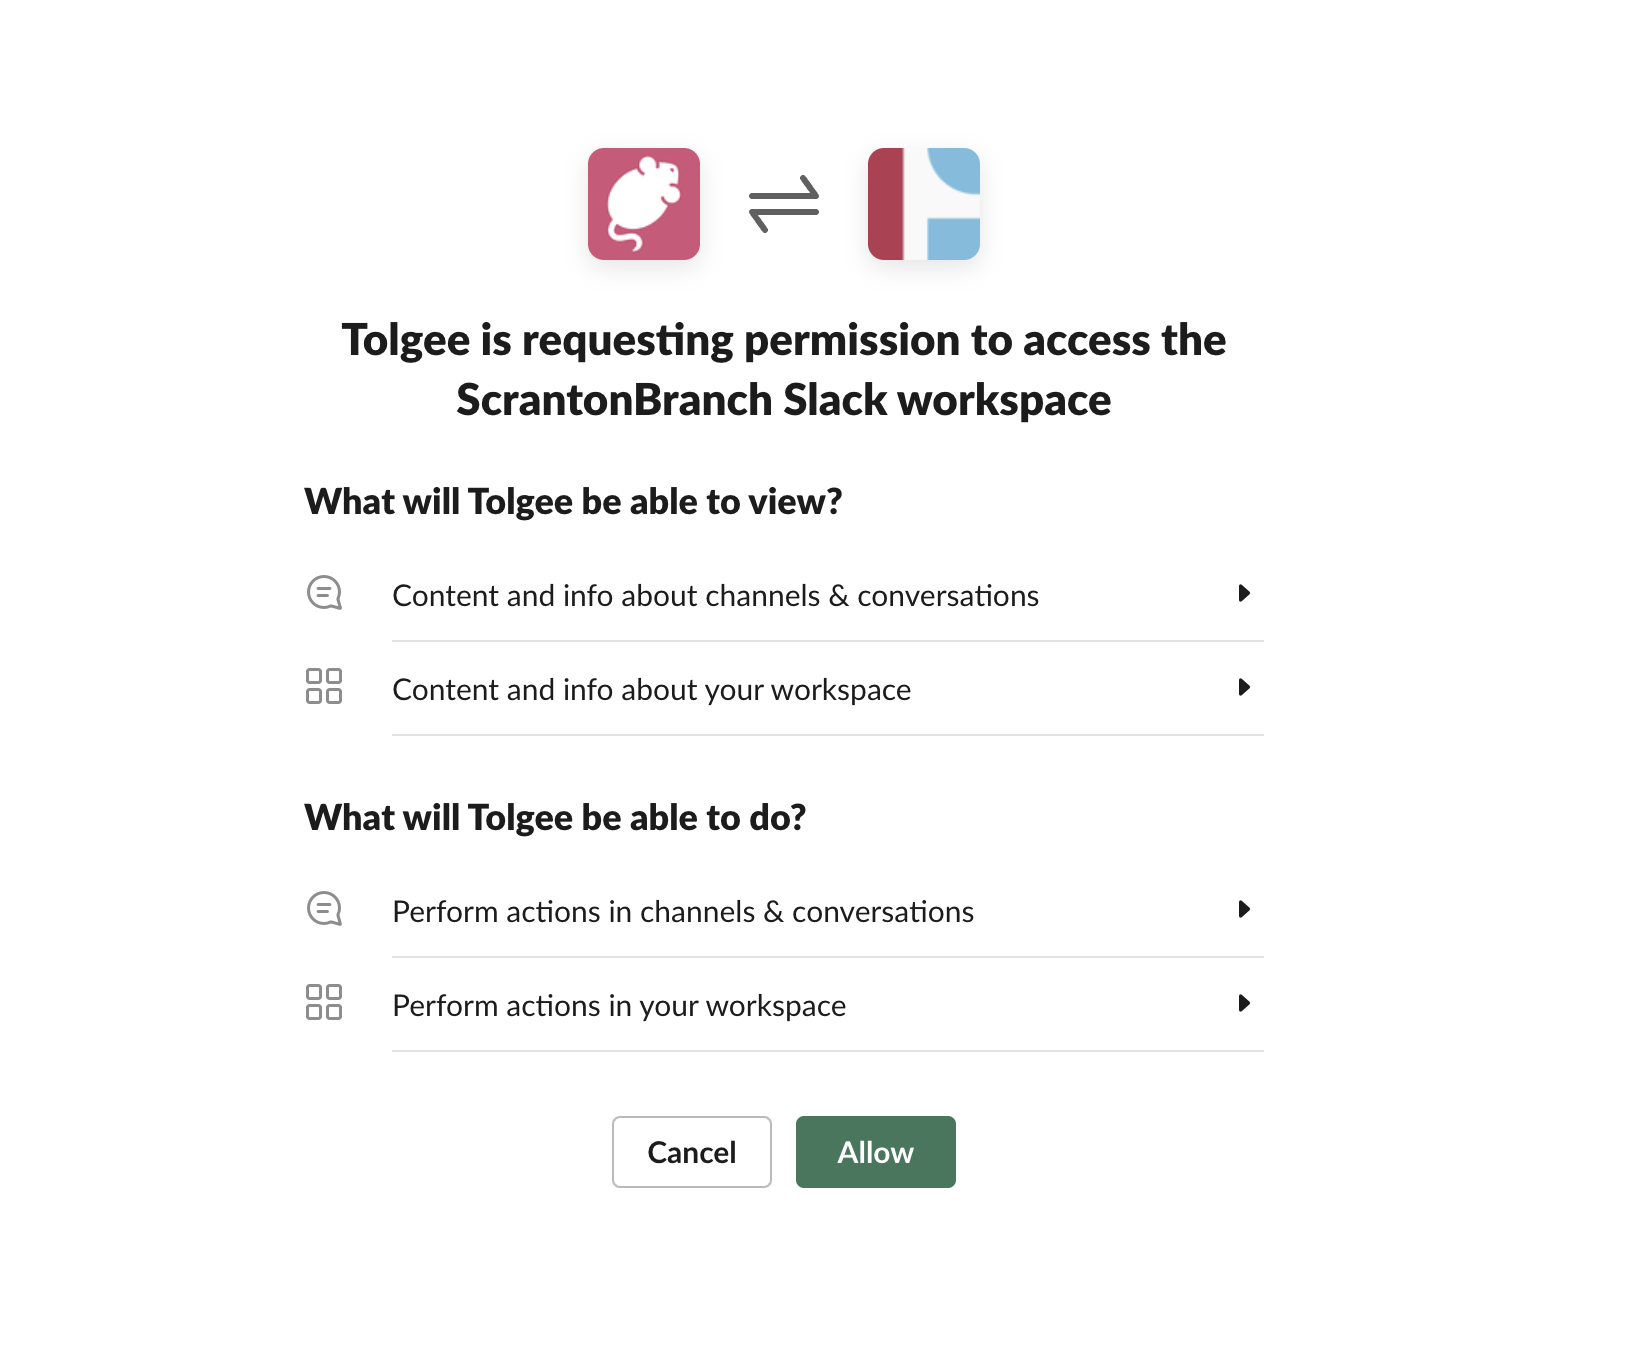 Tolgee is requesting permission to access the
ScrantonBranch Slack workspace
What will Tolgee be able to view?
Content and info about channels & conversations
Content and info about your workspace
What will Tolgee be able to do?
Perform actions in channels & conversations
Perform actions in your workspace
Cancel
Allow